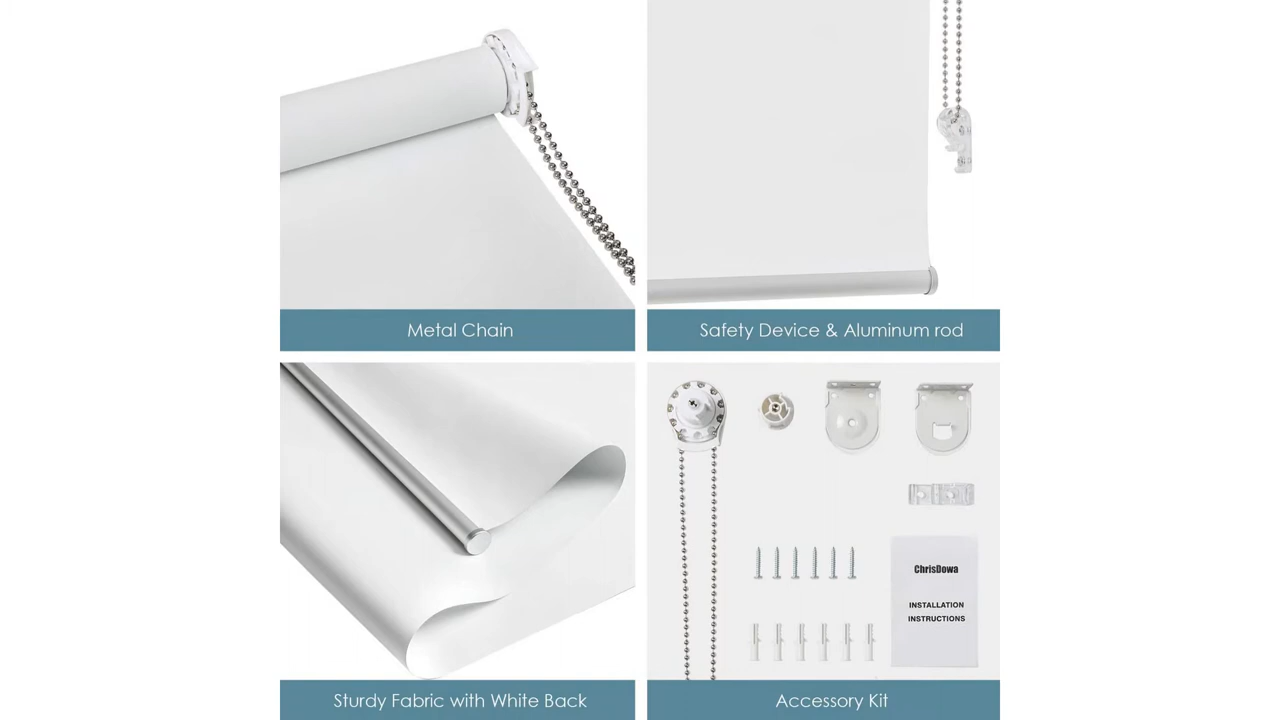 Metal Chain
Safety Device & Aluminum rod
Sturdy Fabric with White Back
ChrisDowa
INSTALLATION
INSTRUCTIONS
Accessory Kit